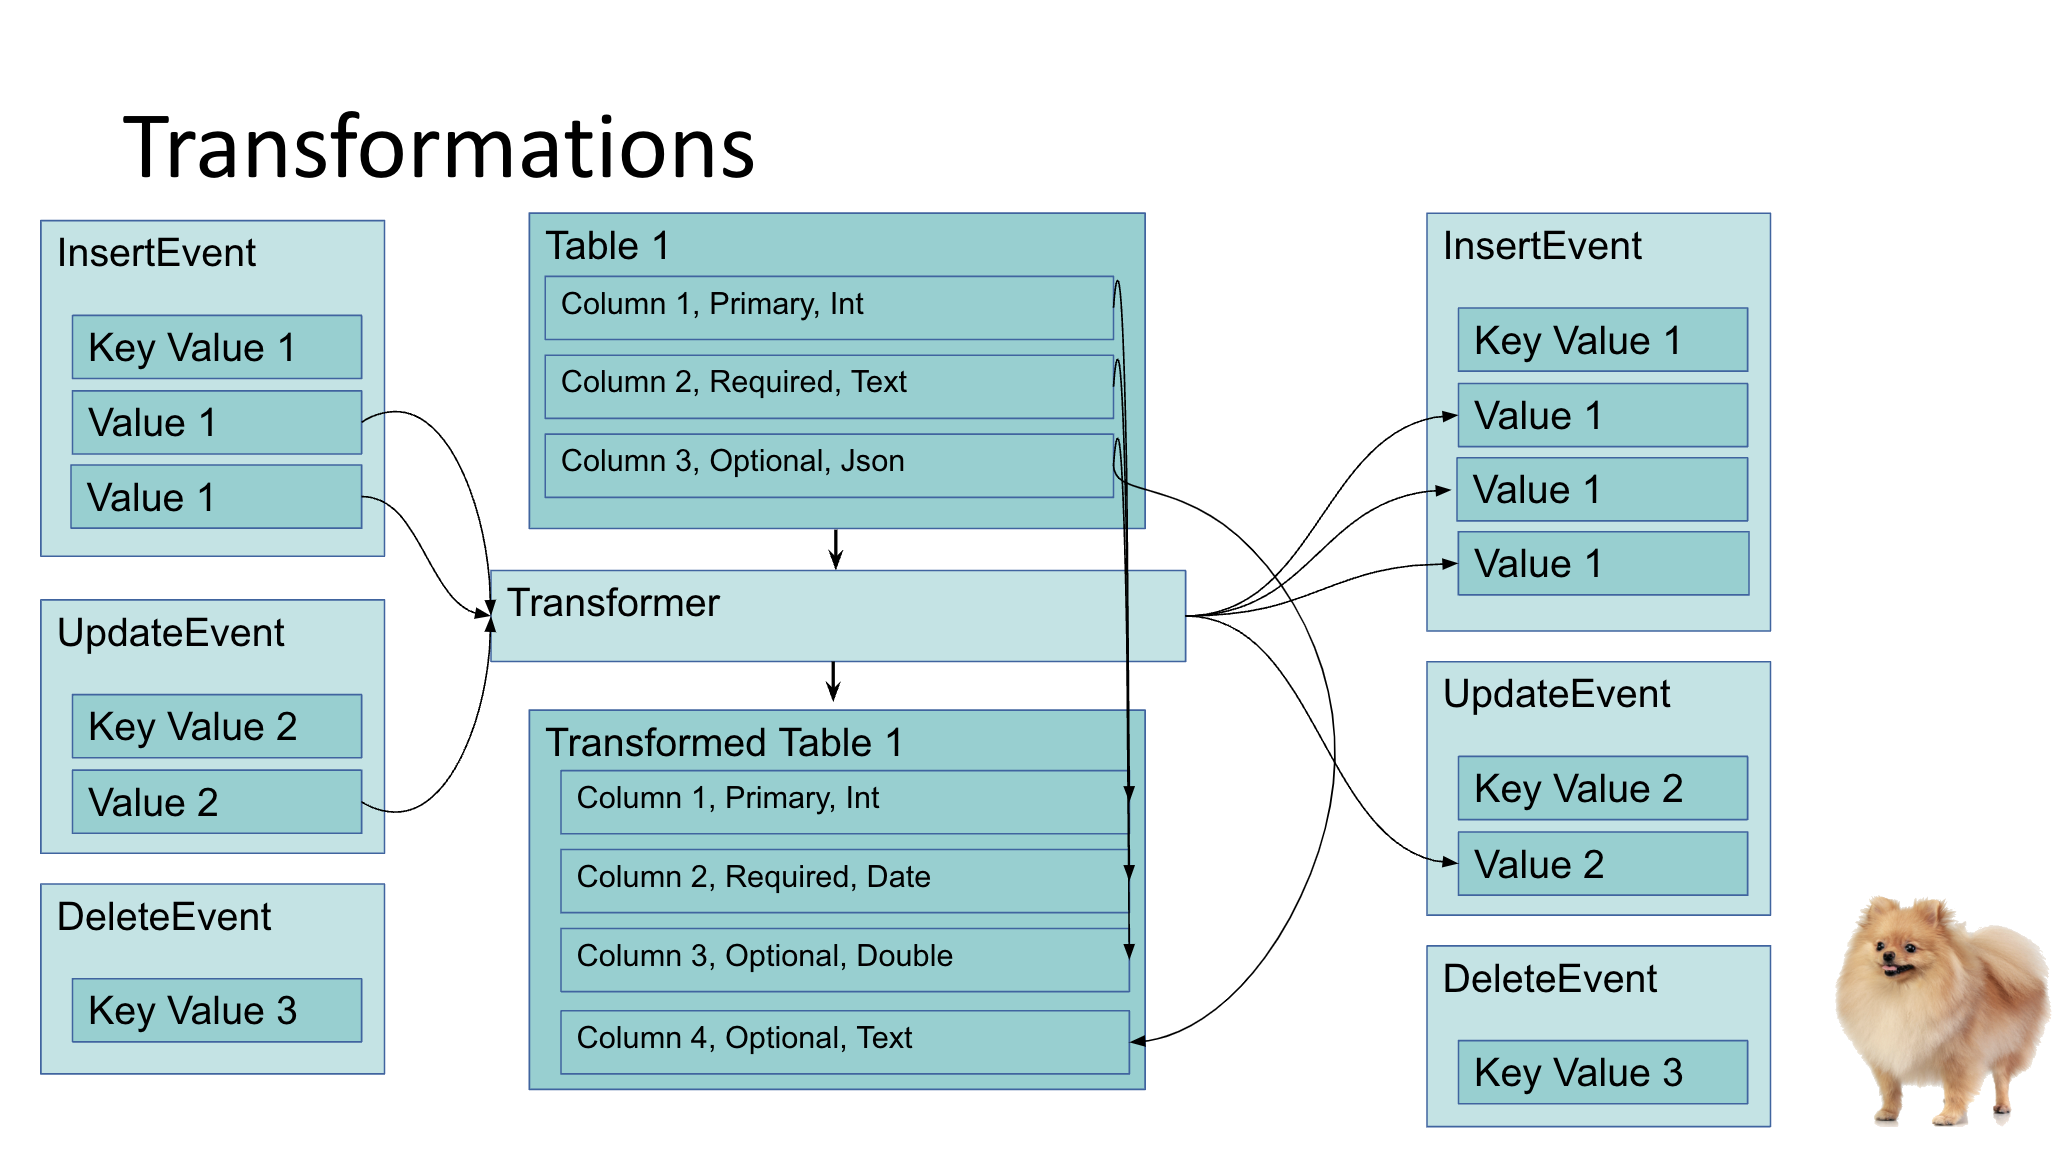 Transformations
InsertEvent
Key Value 1
Value 1
Value 1
UpdateEvent
Key Value 2
Value 2
DeleteEvent
Key Value 3
Table 1
Column 1, Primary, Int
Column 2, Required, Text
Column 3, Optional, Json
Transformer
Transformed Table 1
Column 1, Primary, Int
Column 2, Required, Date
Column 3, Optional, Double
Column 4, Optional, Text
InsertEvent
Key Value 1
Value 1
Value 1
Value 1
UpdateEvent
Key Value 2
Value 2
DeleteEvent
Key Value 3